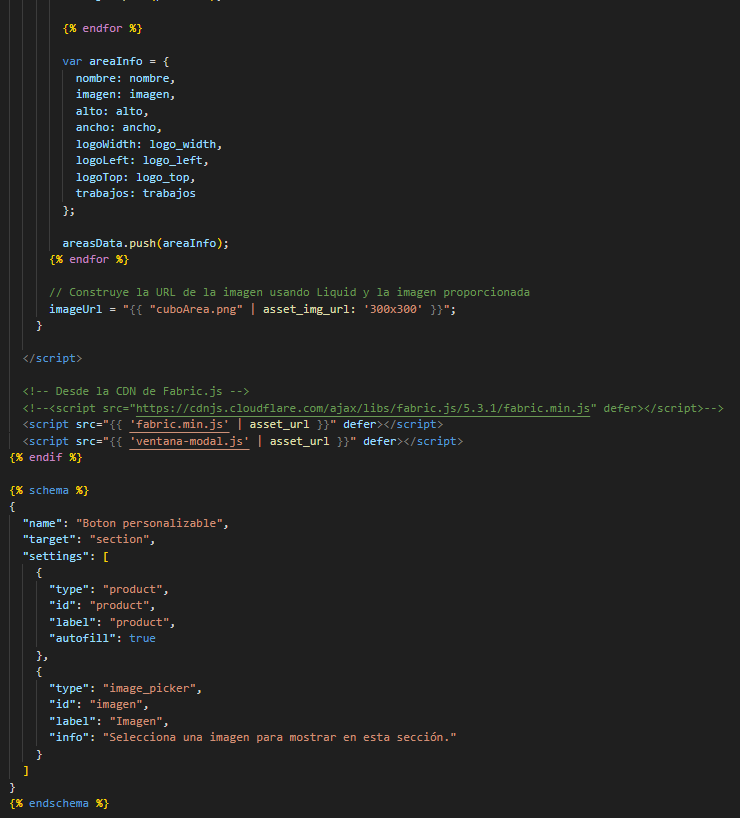 {% endfor %}
var areaInfo = {
nombre: nombre,
imagen: imagen,
alto: alto,
ancho: ancho,
logoWidth: logo_width,
logoLeft: logo_left,
logoTop: logo_top,
trabajos: trabajos
};
areasData.push(areaInfo);
{% endfor %}
// Construye la URL de la imagen usando Liquid y la imagen proporcionada
imageUrl = "{{ "cuboArea.png" | asset_img_url: '300x300' }}";
}
</script>
<!-- Desde la CDN de Fabric.js -->
<!--<script src="https://cdnjs.cloudflare.com/ajax/libs/fabric.js/5.3.1/fabric.min.js" defer></script>-->
<script src="{{ 'fabric.min.js' | asset_url }}" defer></script>
<script src="{{ 'ventana-modal.js' | asset_url }}" defer></script>
{% endif %}
{% schema %}
{
"name": "Boton personalizable",
"target": "section",
"settings": [
{
"type": "product",
"id": "product",
"label": "product",
"autofill": true
},
{
"type": "image_picker",
"id": "imagen",
"label": "Imagen",
"info": "Selecciona una imagen para mostrar en esta sección."
}
]
}
{% endschema %}